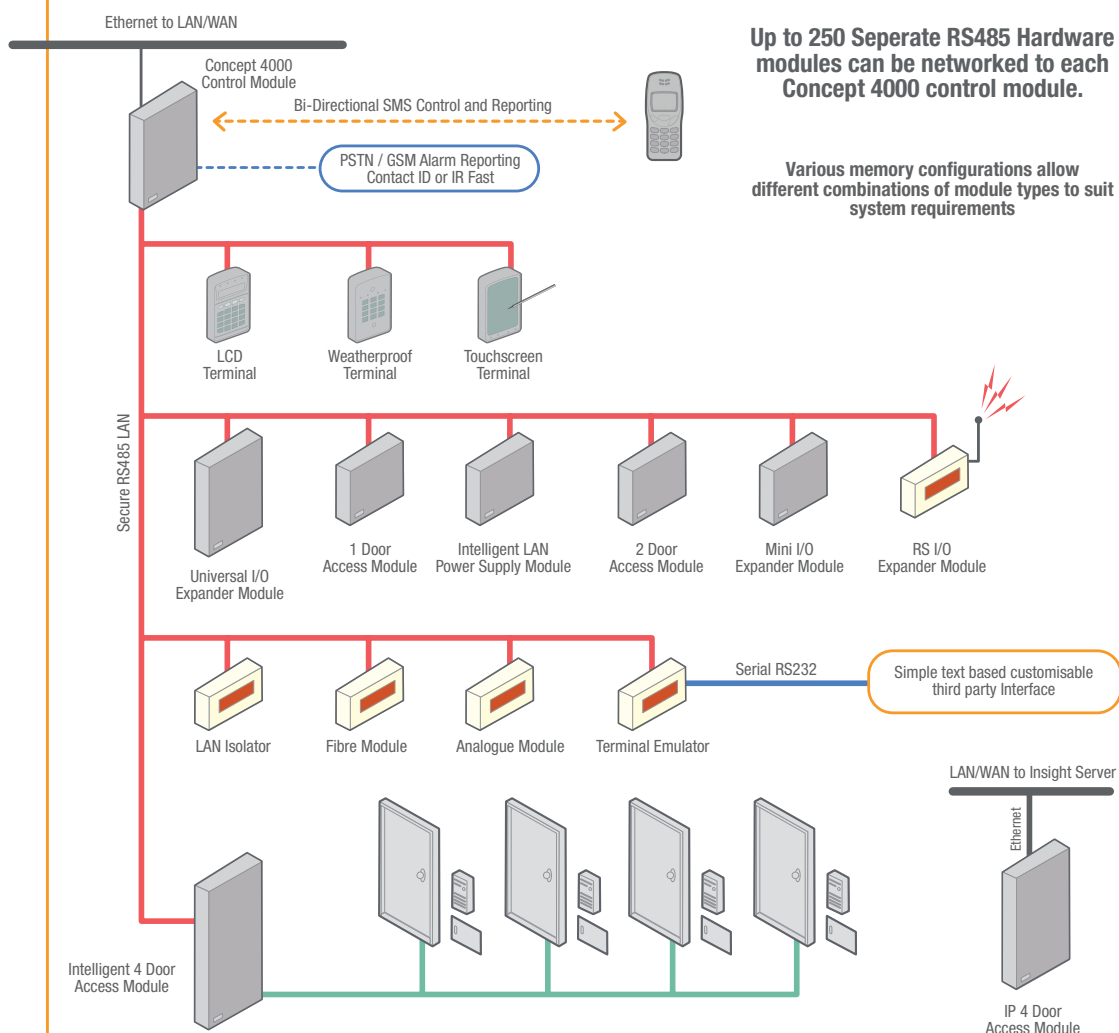 Ethernet to LAN/WAN
Up to 250 Seperate RS485 Hardware
modules can be networked to each
Concept 4000 control module.
Concept 4000
Control Module
Bi-Directional SMS Control and Reporting
PSTN / GSM Alarm Reporting
Contact ID or IR Fast
Various memory configurations allow
different combinations of module types to suit
system requirements
LCD
Terminal
Weatherproof
Terminal
Touchscreen
Terminal
Secure RS485 LAN
Universal I/O
Expander Module
1 Door
Access Module
Intelligent LAN
Power Supply Module
2 Door
Access Module
Mini I/O
Expander Module
RS I/O
Expander Module
Serial RS232
Simple text based customisable
third party Interface
LAN Isolator
Fibre Module
Analogue Module
Terminal Emulator
LAN/WAN to Insight Server
Ethernet
Intelligent 4 Door
Access Module
IP 4 Door
Access Module